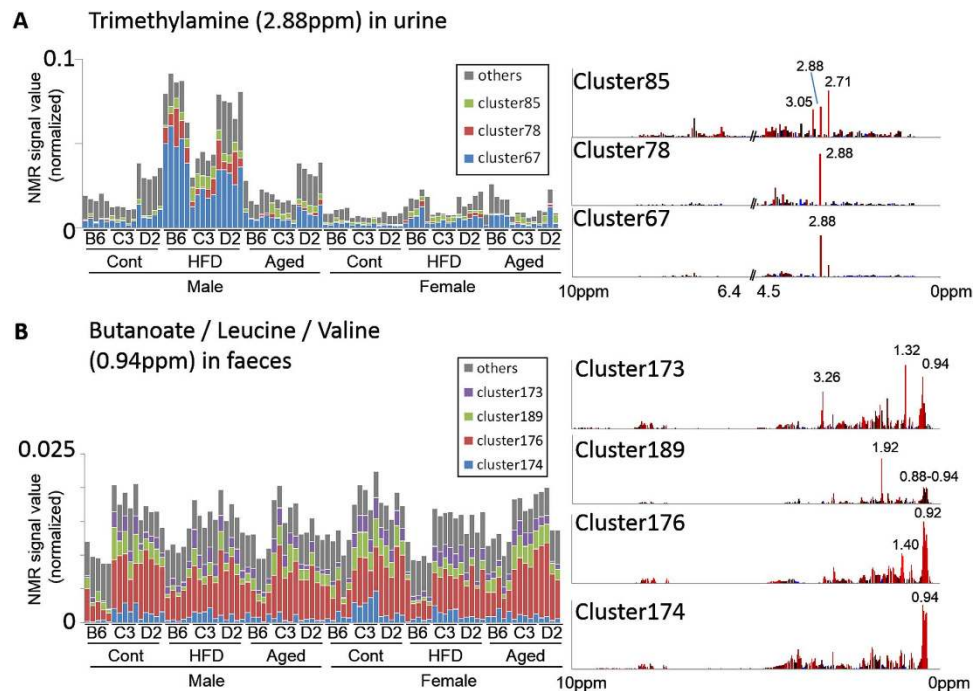 A
Trimethylamine (2.88ppm) in urine
0.1
NMR signal value
(normalized)
0
others
cluster85
cluster78
cluster67
B6 C3 D2 B6 C3 D2 B6 C3 D2 B6 C3 D2 B6 C3 D2 B6 C3 D2
Cont HFD Aged Cont HFD Aged
Male Female
Cluster85
2.88
3.05
2.71
Cluster78
2.88
Cluster67
2.88
10ppm 6.4 4.5 0ppm
B
Butanoate / Leucine / Valine
(0.94ppm) in faeces
0.025
NMR signal value
(normalized)
0
others
cluster173
cluster189
cluster176
cluster174
B6 C3 D2 B6 C3 D2 B6 C3 D2 B6 C3 D2 B6 C3 D2 B6 C3 D2
Cont HFD Aged Cont HFD Aged
Male Female
Cluster173
3.26
1.32
0.94
Cluster189
1.92
0.88-0.94
Cluster176
1.40
0.92
Cluster174
0.94
10ppm 0ppm